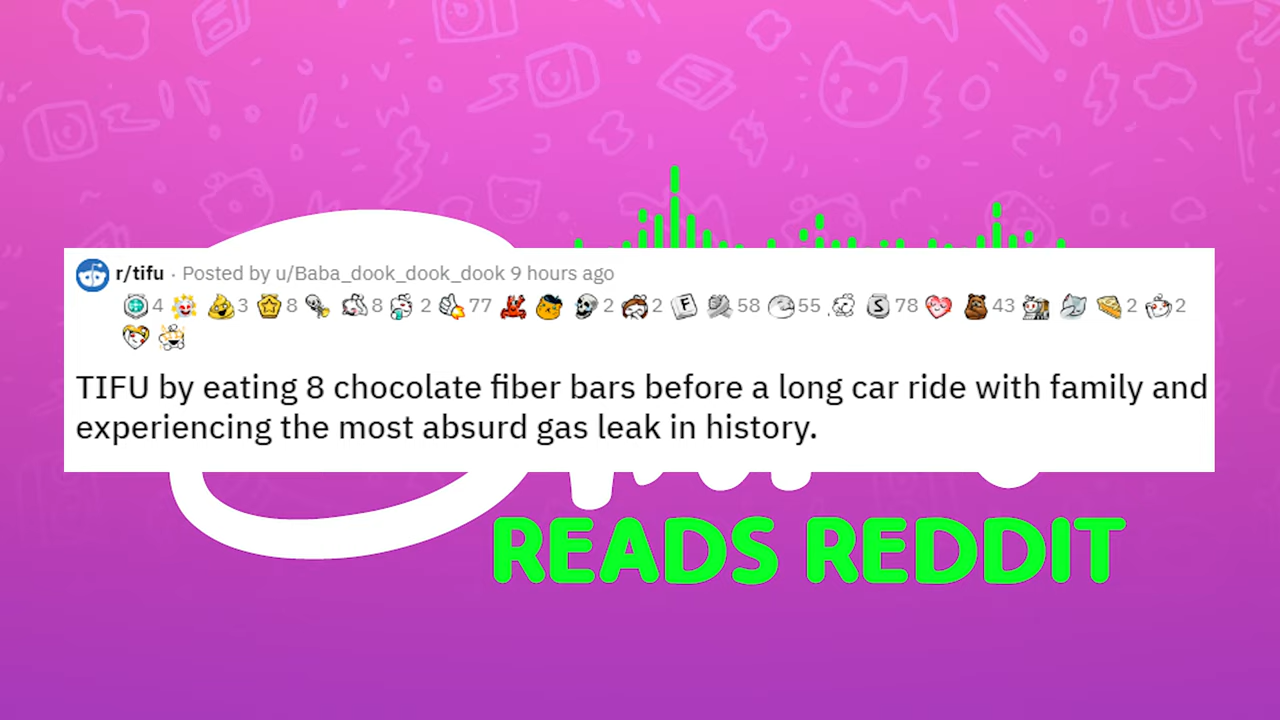 r/tifu · Posted by u/Baba_dook_dook_dook 9 hours ago
4 3 8 8 2 77 2 2 F 58 55 S 78 43 2 2
TIFU by eating 8 chocolate fiber bars before a long car ride with family and
experiencing the most absurd gas leak in history.
READS REDDIT